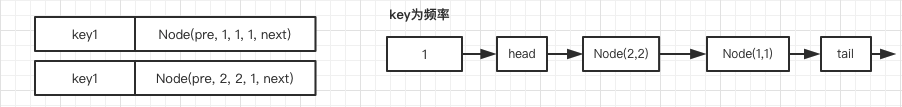 key为频率
key1 Node(pre, 1, 1, 1, next)
key1 Node(pre, 2, 2, 1, next)
1 head Node(2,2) Node(1,1) tail